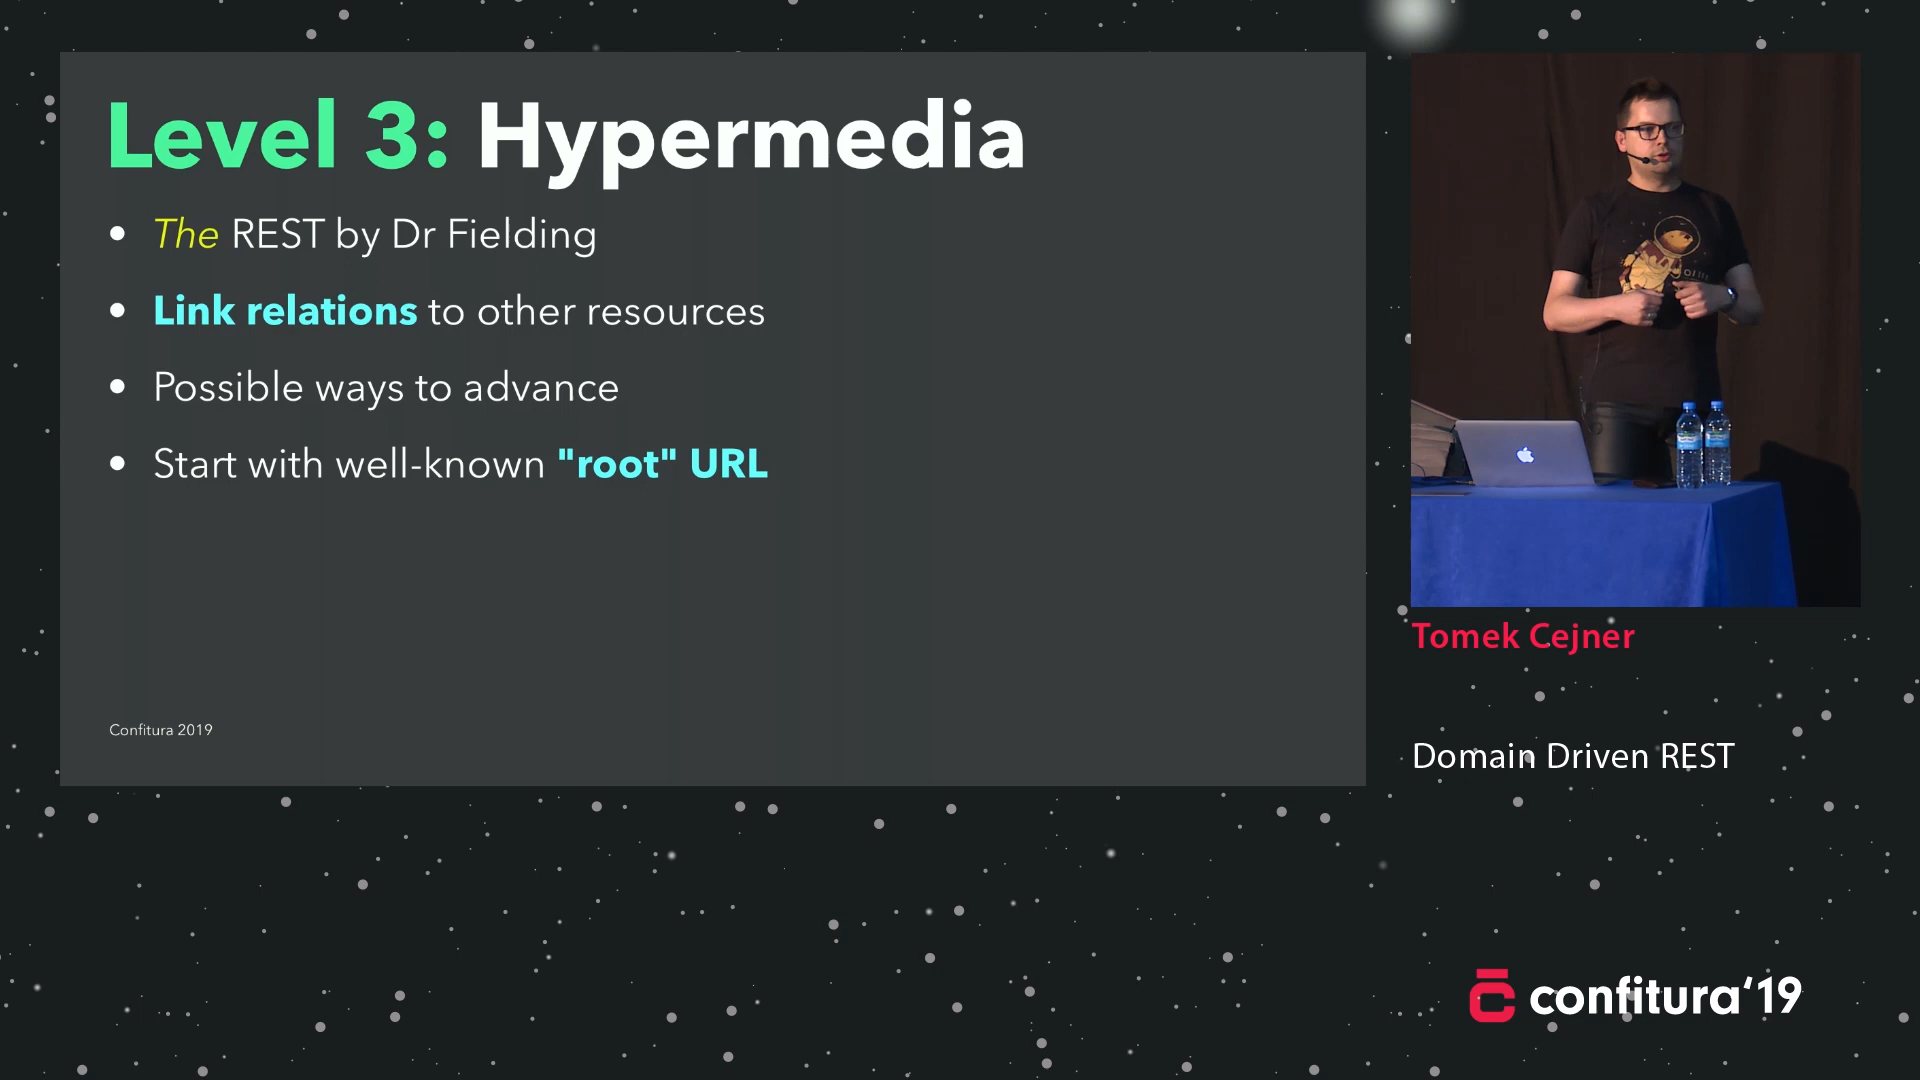 Level 3: Hypermedia
• The REST by Dr Fielding
• Link relations to other resources
• Possible ways to advance
• Start with well-known "root" URL
Confitura 2019
Tomek Cejner
Domain Driven REST
confitura‘19